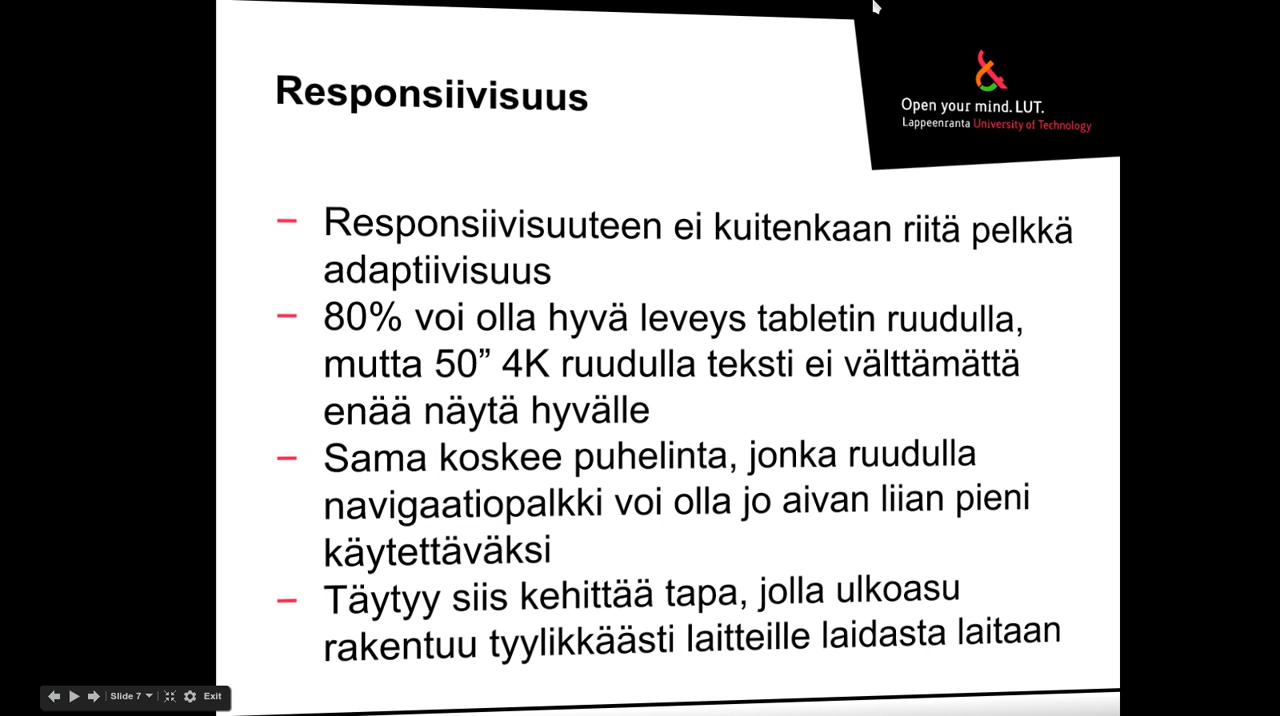 Responsiivisuus
Open your mind. LUT.
Lappeenranta University of Technology
– Responsiivisuuteen ei kuitenkaan riitä pelkkä
adaptiivisuus
– 80% voi olla hyvä leveys tabletin ruudulla,
mutta 50” 4K ruudulla teksti ei välttämättä
enää näytä hyvälle
– Sama koskee puhelinta, jonka ruudulla
navigaatiopalkki voi olla jo aivan liian pieni
käytettäväksi
– Täytyy siis kehittää tapa, jolla ulkoasu
rakentuu tyylikkäästi laitteille laidasta laitaan
Slide 7 Exit